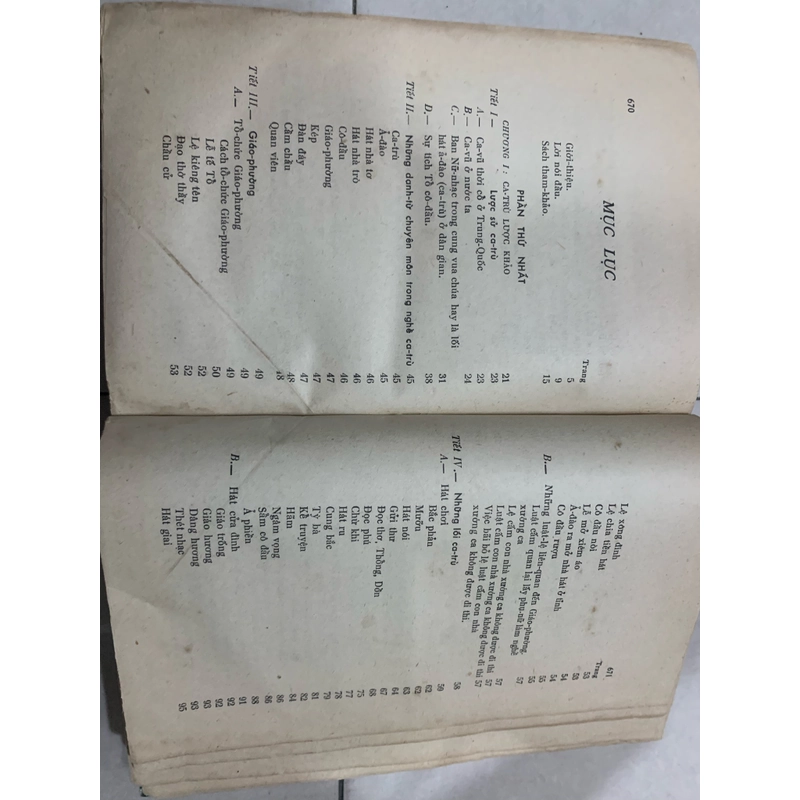 670
MỤC LỤC
Trang
Giới-thiệu. 5
Lời nói đầu. 9
Sách tham-khảo. 15
PHẦN THỨ NHẤT
CHƯƠNG I : CA-TRÙ LƯỢC KHẢO 21
Tiết I — Lược sử ca-trù 23
A.— Ca-vũ thời cổ ở Trung-Quốc 23
B.— Ca-vũ ở nước ta 24
C.— Ban Nữ-nhạc trong cung vua chúa hay là lối
hát ả-đào (ca-trù) ở dân gian. 31
D.— Sự tích Tổ cô-đầu. 38
Tiết II.— Những danh-từ chuyên môn trong nghề ca-trù 45
Ca-trù 45
Ả-đào 45
Hát nhà tơ 46
Hát nhà trò 46
Cô-đầu 46
Giáo-phường 47
Kép 47
Đàn đáy 47
Cầm chầu 48
Quan viên 48
Tiết III.— Giáo-phường 49
A.— Tổ-chức Giáo-phường 49
Cách tổ-chức Giáo-phường 49
Lễ tế Tổ 50
Lệ kiêng tên 52
Đạo thờ thầy 52
Chầu cử 53
671
Trang
Lệ xông đình 53
Lệ chia tiền hát 53
Cô đầu nòi 53
Lễ mở xiêm áo 54
Ả-đào ra mở nhà hát ở tỉnh 54
Cô đầu rượu 55
B.— Những luật-lệ liên-quan đến Giáo-phường. 55
Luật cấm quan lại lấy phụ-nữ làm nghề
xướng ca 57
Lệ cấm con nhà xướng ca không được đi thi 57
Luật cấm con nhà xướng ca không được đi thi 57
Việc bãi bỏ lệ luật cấm con nhà
xướng ca không được đi thi.
Tiết IV.— Những lối ca-trù 58
A.— Hát chơi 59
Bắc phản 62
Mưỡu 62
Hát nói 63
Gửi thư 64
Đọc thơ, Thổng, Dồn 67
Đọc phú 68
Chừ khi 75
Hát ru 77
Cung bắc 78
Tỳ bà 79
Kể truyện 81
Hãm 82
Ngâm vọng 84
Sẩm cô đầu 86
Ả phiền 86
B.— Hát cửa đình 88
Giáo trống 91
Giáo hương 92
Dâng hương 92
Thét nhạc 93
Hát giai 95